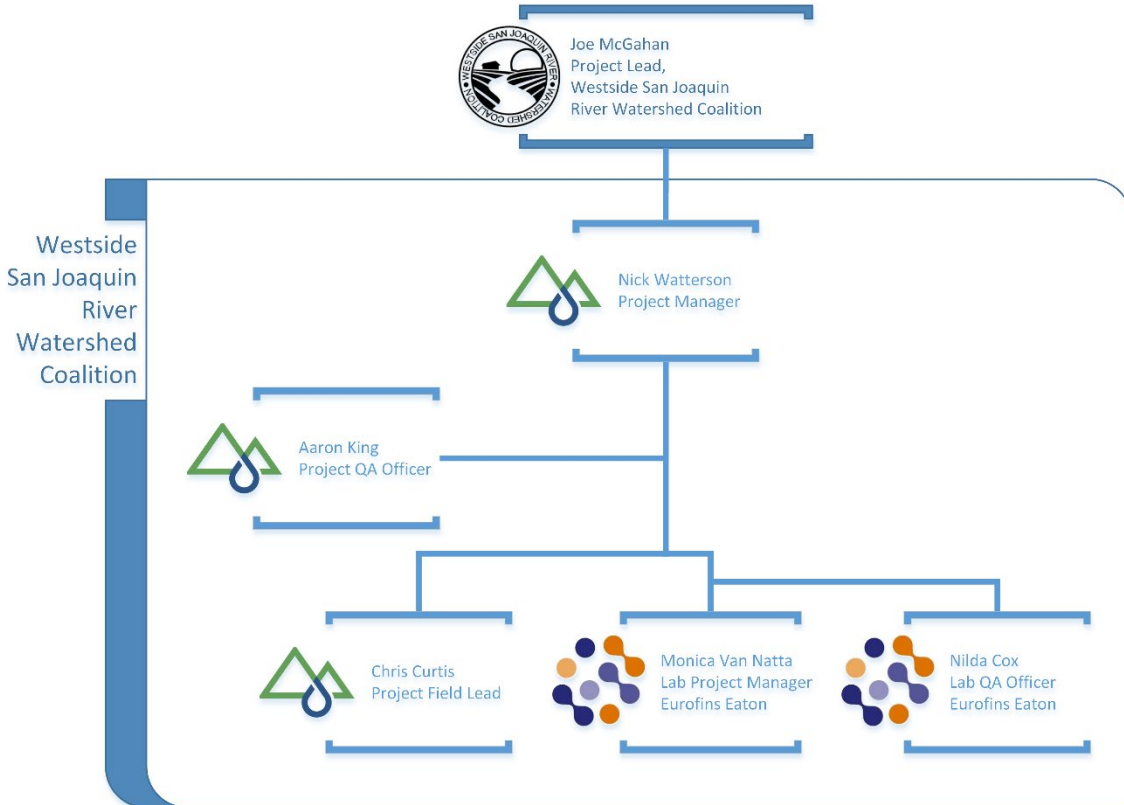 WESTSIDE SAN JOAQUIN RIVER
WATERSHED COALITION
Joe McGahan
Project Lead,
Westside San Joaquin
River Watershed Coalition
Westside
San Joaquin
River
Watershed
Coalition
Nick Watterson
Project Manager
Aaron King
Project QA Officer
Chris Curtis
Project Field Lead
Monica Van Natta
Lab Project Manager
Eurofins Eaton
Nilda Cox
Lab QA Officer
Eurofins Eaton